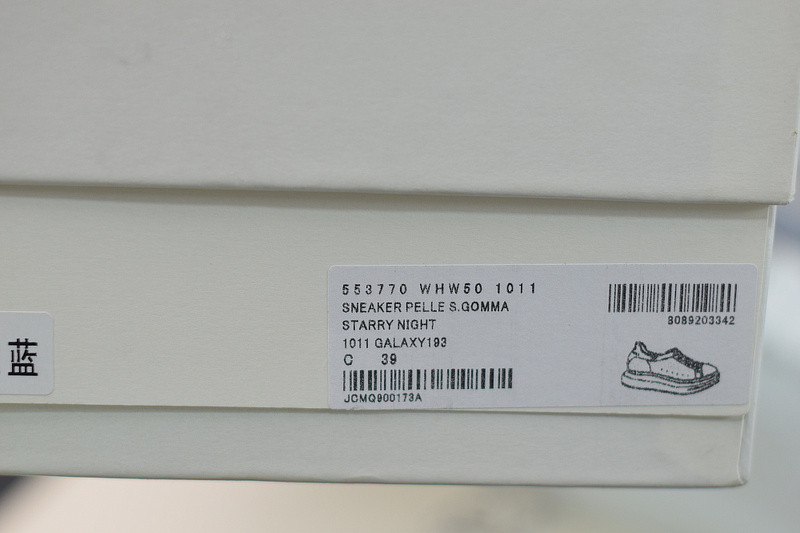 蓝
553770 WHW50 1011
SNEAKER PELLE S.GOMMA
STARRY NIGHT
1011 GALAXY193
C 39
JCMQ900173A
8089203342